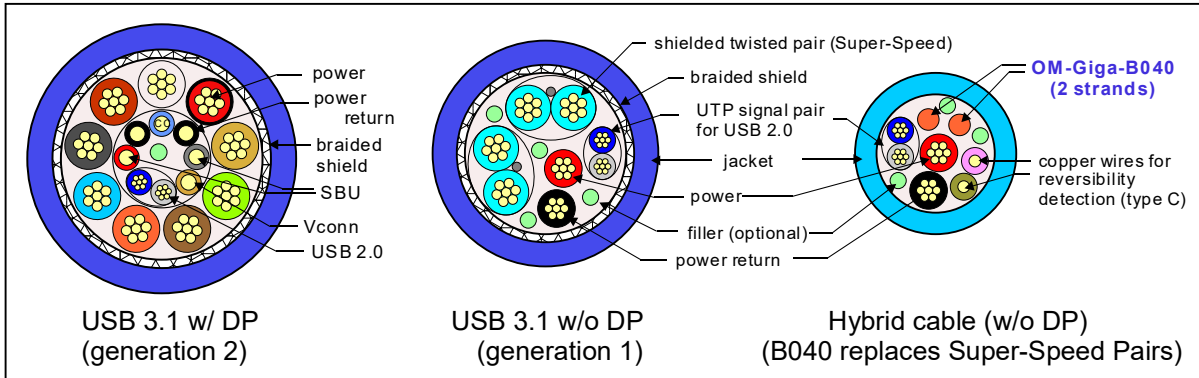 power
power
return
braided
shield
SBU
Vconn
USB 2.0
USB 3.1 w/ DP
(generation 2)
shielded twisted pair (Super-Speed)
braided shield
UTP signal pair
for USB 2.0
jacket
power
filler (optional)
power return
USB 3.1 w/o DP
(generation 1)
OM-Giga-B040
(2 strands)
copper wires for
reversibility
detection (type C)
Hybrid cable (w/o DP)
(B040 replaces Super-Speed Pairs)